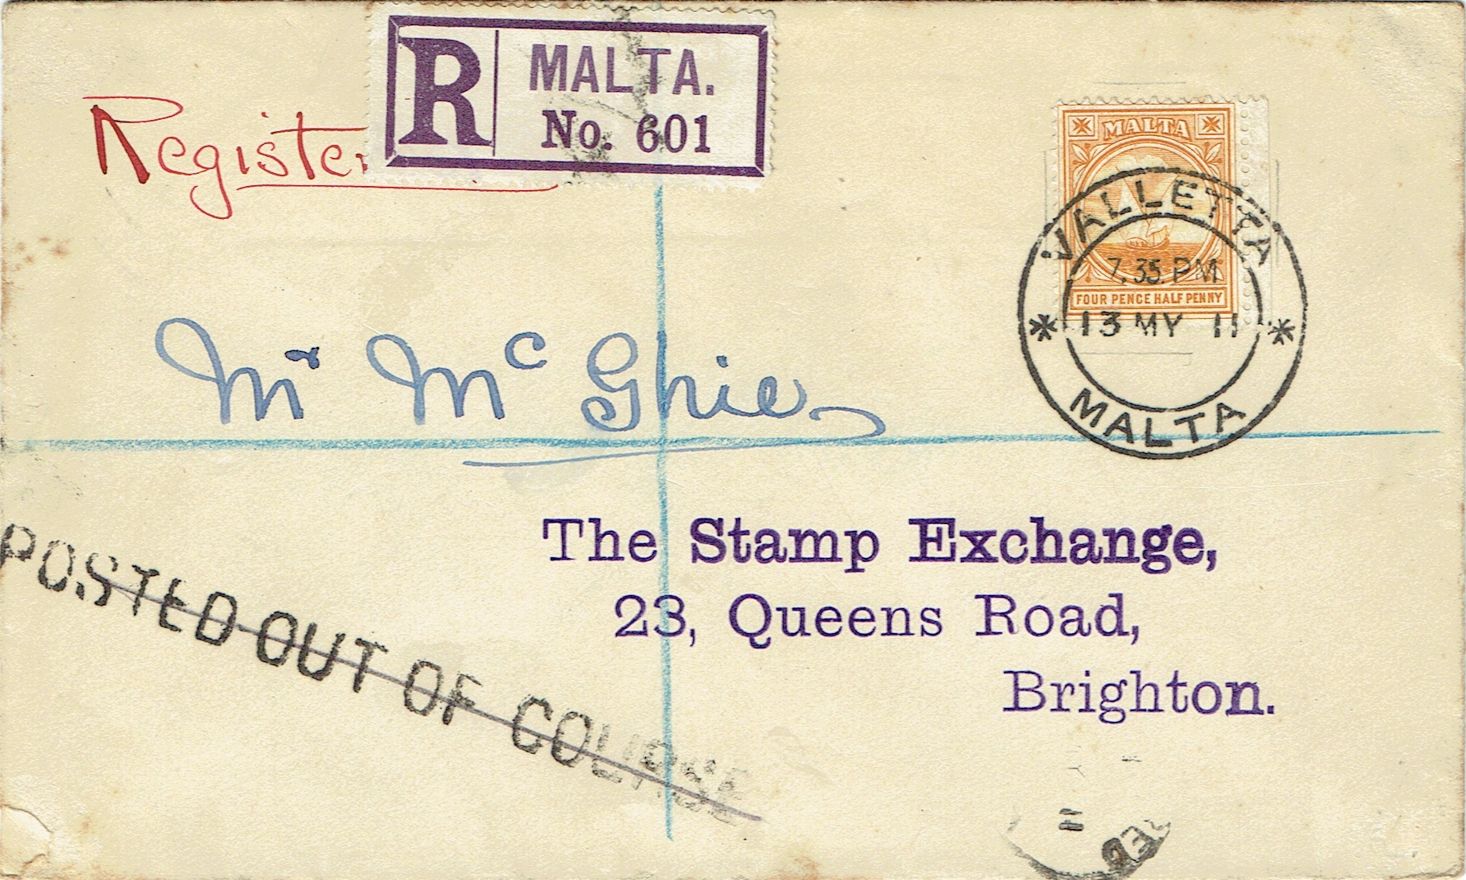 R MALTA.
No. 601
Register
MALTA
FOUR PENCE HALF PENNY
VALLETTA
7.35 PM
13 MY 11
MALTA
Mr McGhie
POSTED OUT OF COURSE
The Stamp Exchange,
23, Queens Road,
Brighton.